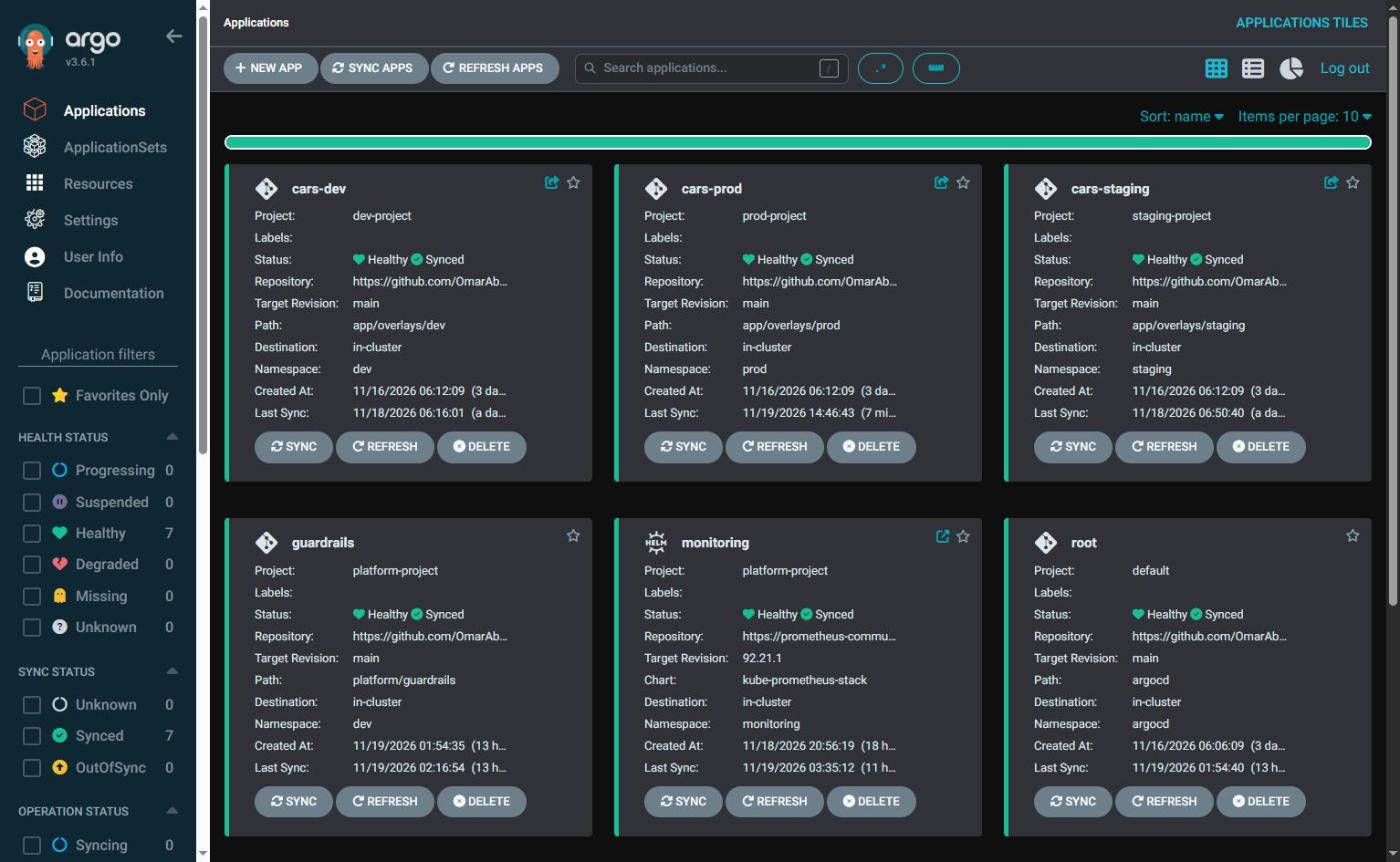 argo
v3.6.1
Applications
ApplicationSets
Resources
Settings
User Info
Documentation
Application filters
Favorites Only
HEALTH STATUS
Progressing 0
Suspended 0
Healthy 7
Degraded 0
Missing 0
Unknown 0
SYNC STATUS
Unknown 0
Synced 7
OutOfSync 0
OPERATION STATUS
Syncing 0
Applications
APPLICATIONS TILES
+ NEW APP SYNC APPS REFRESH APPS Search applications... / .* Log out
Sort: name Items per page: 10
cars-dev
Project: dev-project
Labels:
Status: Healthy Synced
Repository: https://github.com/OmarAb...
Target Revision: main
Path: app/overlays/dev
Destination: in-cluster
Namespace: dev
Created At: 11/16/2026 06:12:09 (3 da...
Last Sync: 11/18/2026 06:16:01 (a da...
SYNC REFRESH DELETE
cars-prod
Project: prod-project
Labels:
Status: Healthy Synced
Repository: https://github.com/OmarAb...
Target Revision: main
Path: app/overlays/prod
Destination: in-cluster
Namespace: prod
Created At: 11/16/2026 06:12:09 (3 da...
Last Sync: 11/19/2026 14:46:43 (7 mi...
SYNC REFRESH DELETE
cars-staging
Project: staging-project
Labels:
Status: Healthy Synced
Repository: https://github.com/OmarAb...
Target Revision: main
Path: app/overlays/staging
Destination: in-cluster
Namespace: staging
Created At: 11/16/2026 06:12:09 (3 da...
Last Sync: 11/18/2026 06:50:40 (a da...
SYNC REFRESH DELETE
guardrails
Project: platform-project
Labels:
Status: Healthy Synced
Repository: https://github.com/OmarAb...
Target Revision: main
Path: platform/guardrails
Destination: in-cluster
Namespace: dev
Created At: 11/19/2026 01:54:35 (13 h...
Last Sync: 11/19/2026 02:16:54 (13 h...
SYNC REFRESH DELETE
HELM monitoring
Project: platform-project
Labels:
Status: Healthy Synced
Repository: https://prometheus-commu...
Target Revision: 92.21.1
Chart: kube-prometheus-stack
Destination: in-cluster
Namespace: monitoring
Created At: 11/18/2026 20:56:19 (18 h...
Last Sync: 11/19/2026 03:35:12 (11 h...
SYNC REFRESH DELETE
root
Project: default
Labels:
Status: Healthy Synced
Repository: https://github.com/OmarAb...
Target Revision: main
Path: argocd
Destination: in-cluster
Namespace: argocd
Created At: 11/16/2026 06:06:09 (3 da...
Last Sync: 11/19/2026 01:54:40 (13 h...
SYNC REFRESH DELETE